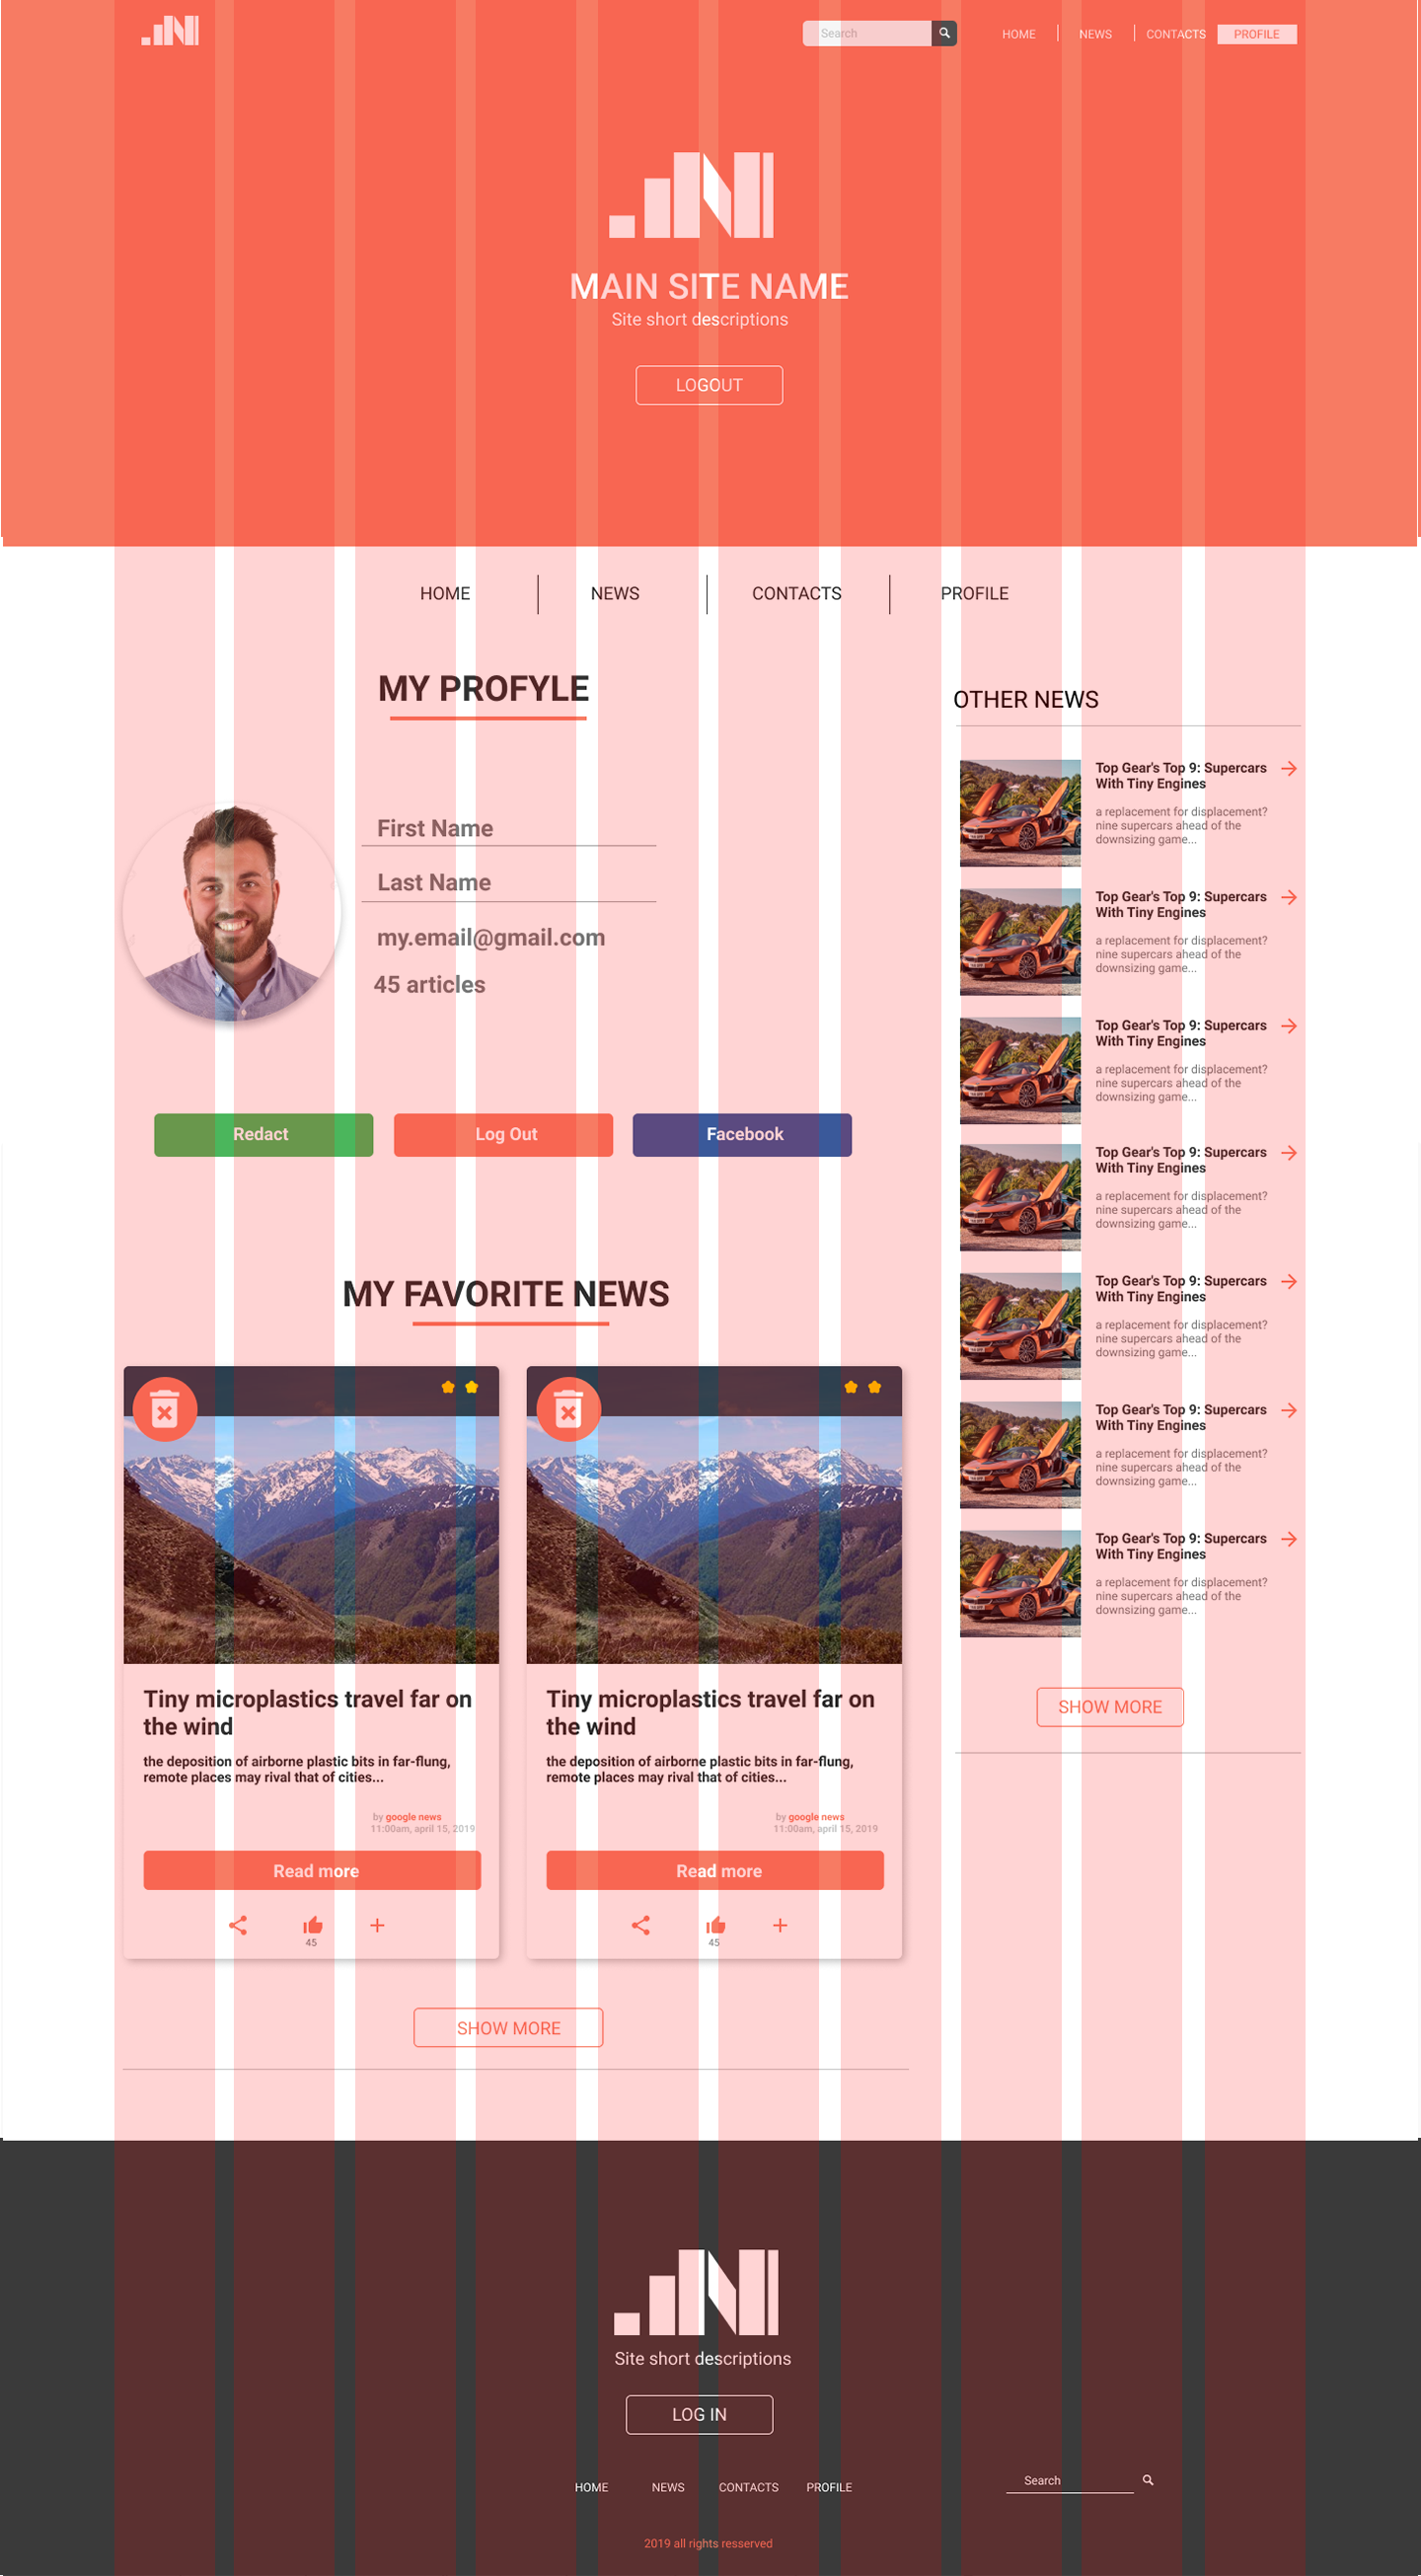 Search
HOME
NEWS
CONTACTS
PROFILE
MAIN SITE NAME
Site short descriptions
LOGOUT
HOME
NEWS
CONTACTS
PROFILE
MY PROFYLE
First Name
Last Name
my.email@gmail.com
45 articles
Redact
Log Out
Facebook
MY FAVORITE NEWS
Tiny microplastics travel far on
the wind
the deposition of airborne plastic bits in far-flung,
remote places may rival that of cities...
by google news
11:00am, april 15, 2019
Read more
45
Tiny microplastics travel far on
the wind
the deposition of airborne plastic bits in far-flung,
remote places may rival that of cities...
by google news
11:00am, april 15, 2019
Read more
45
SHOW MORE
OTHER NEWS
Top Gear's Top 9: Supercars
With Tiny Engines
a replacement for displacement?
nine supercars ahead of the
downsizing game...
Top Gear's Top 9: Supercars
With Tiny Engines
a replacement for displacement?
nine supercars ahead of the
downsizing game...
Top Gear's Top 9: Supercars
With Tiny Engines
a replacement for displacement?
nine supercars ahead of the
downsizing game...
Top Gear's Top 9: Supercars
With Tiny Engines
a replacement for displacement?
nine supercars ahead of the
downsizing game...
Top Gear's Top 9: Supercars
With Tiny Engines
a replacement for displacement?
nine supercars ahead of the
downsizing game...
Top Gear's Top 9: Supercars
With Tiny Engines
a replacement for displacement?
nine supercars ahead of the
downsizing game...
Top Gear's Top 9: Supercars
With Tiny Engines
a replacement for displacement?
nine supercars ahead of the
downsizing game...
SHOW MORE
Site short descriptions
LOG IN
HOME
NEWS
CONTACTS
PROFILE
Search
2019 all rights resserved